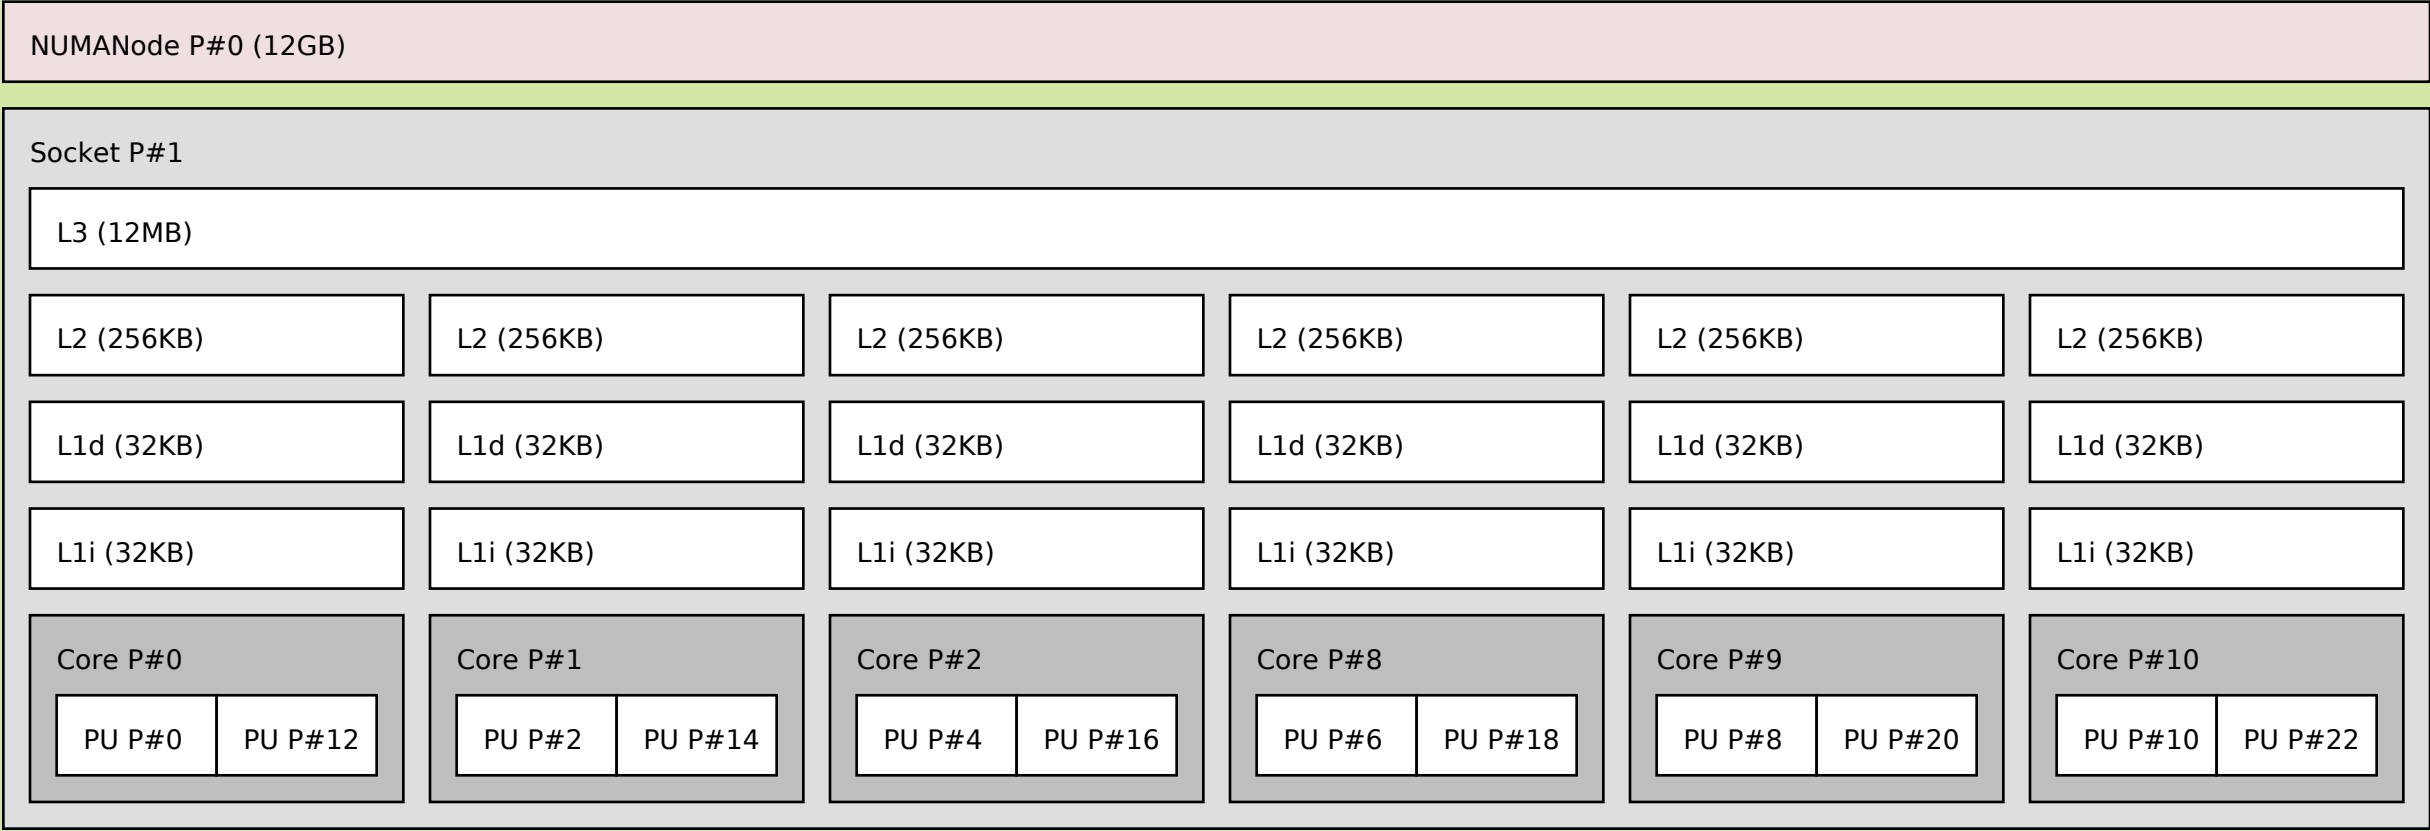 NUMANode P#0 (12GB)
Socket P#1
L3 (12MB)
L2 (256KB) L2 (256KB) L2 (256KB) L2 (256KB) L2 (256KB) L2 (256KB)
L1d (32KB) L1d (32KB) L1d (32KB) L1d (32KB) L1d (32KB) L1d (32KB)
L1i (32KB) L1i (32KB) L1i (32KB) L1i (32KB) L1i (32KB) L1i (32KB)
Core P#0 Core P#1 Core P#2 Core P#8 Core P#9 Core P#10
PU P#0 PU P#12 PU P#2 PU P#14 PU P#4 PU P#16 PU P#6 PU P#18 PU P#8 PU P#20 PU P#10 PU P#22